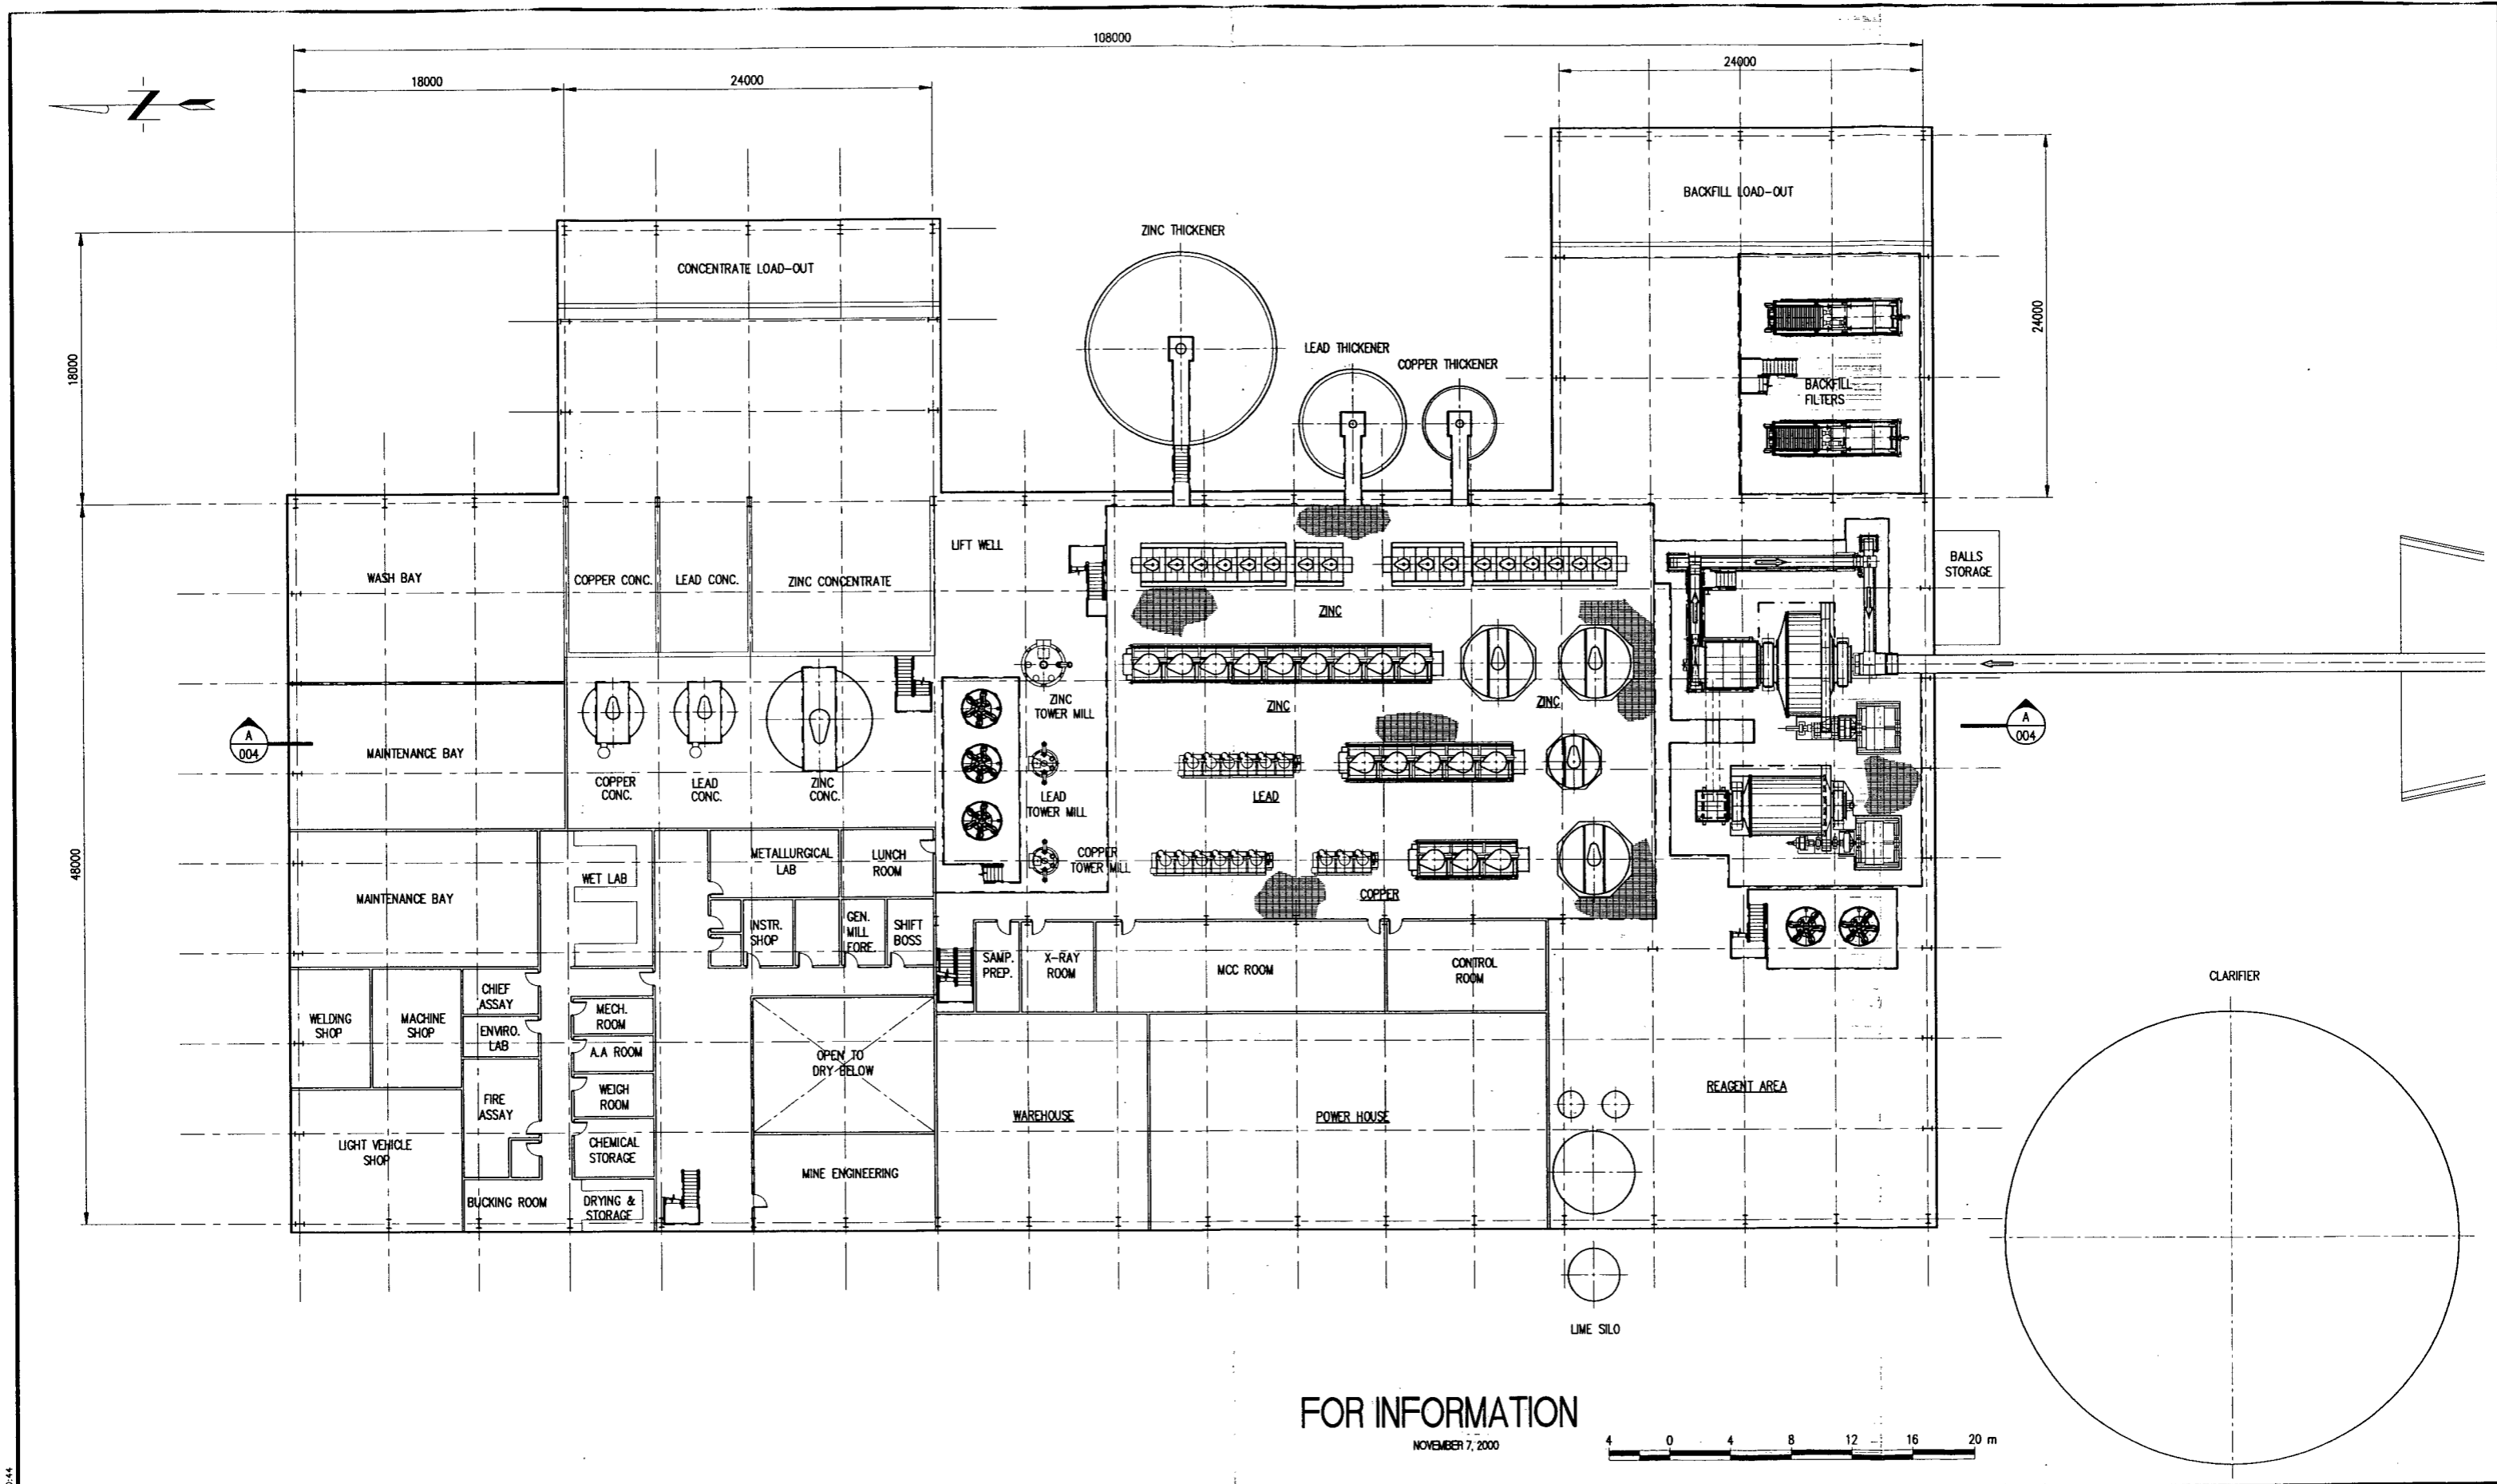 108000
18000
24000
24000
Z
BACKFILL LOAD-OUT
ZINC THICKENER
CONCENTRATE LOAD-OUT
18000
24000
LEAD THICKENER
COPPER THICKENER
BACKFILL
FILTERS
LIFT WELL
BALLS
STORAGE
WASH BAY
COPPER CONC.
LEAD CONC.
ZINC CONCENTRATE
ZINC
ZINC
TOWER MILL
ZINC
ZINC
A
004
A
004
MAINTENANCE BAY
COPPER
CONC.
LEAD
CONC.
ZINC
CONC.
LEAD
TOWER MILL
LEAD
48000
METALLURGICAL
LAB
LUNCH
ROOM
COPPER
TOWER MILL
WET LAB
MAINTENANCE BAY
COPPER
INSTR.
SHOP
GEN.
MILL
FORE.
SHIFT
BOSS
SAMP.
PREP.
X-RAY
ROOM
MCC ROOM
CONTROL
ROOM
CLARIFIER
CHIEF
ASSAY
WELDING
SHOP
MACHINE
SHOP
MECH.
ROOM
ENVIRO.
LAB
A.A ROOM
OPEN TO
DRY BELOW
WEIGH
ROOM
FIRE
ASSAY
REAGENT AREA
WAREHOUSE
POWER HOUSE
LIGHT VEHICLE
SHOP
CHEMICAL
STORAGE
MINE ENGINEERING
BUCKING ROOM
DRYING &
STORAGE
LIME SILO
FOR INFORMATION
NOVEMBER 7, 2000
4 0 4 8 12 16 20 m